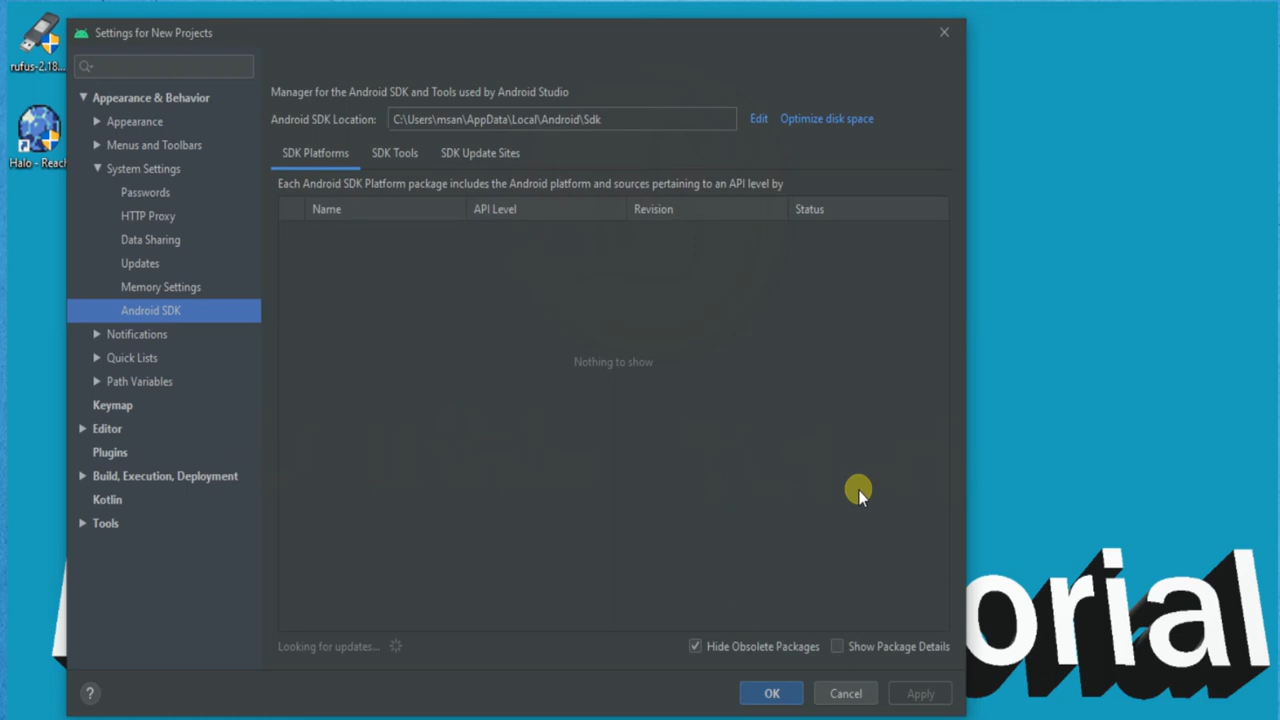 rufus-2.18...
Halo - Reach
Settings for New Projects
Appearance & Behavior
Appearance
Menus and Toolbars
System Settings
Passwords
HTTP Proxy
Data Sharing
Updates
Memory Settings
Android SDK
Notifications
Quick Lists
Path Variables
Keymap
Editor
Plugins
Build, Execution, Deployment
Kotlin
Tools
Manager for the Android SDK and Tools used by Android Studio
Android SDK Location: C:\Users\msan\AppData\Local\Android\Sdk Edit Optimize disk space
SDK Platforms SDK Tools SDK Update Sites
Each Android SDK Platform package includes the Android platform and sources pertaining to an API level by
Name API Level Revision Status
Nothing to show
Looking for updates... Hide Obsolete Packages Show Package Details
? OK Cancel Apply
orial